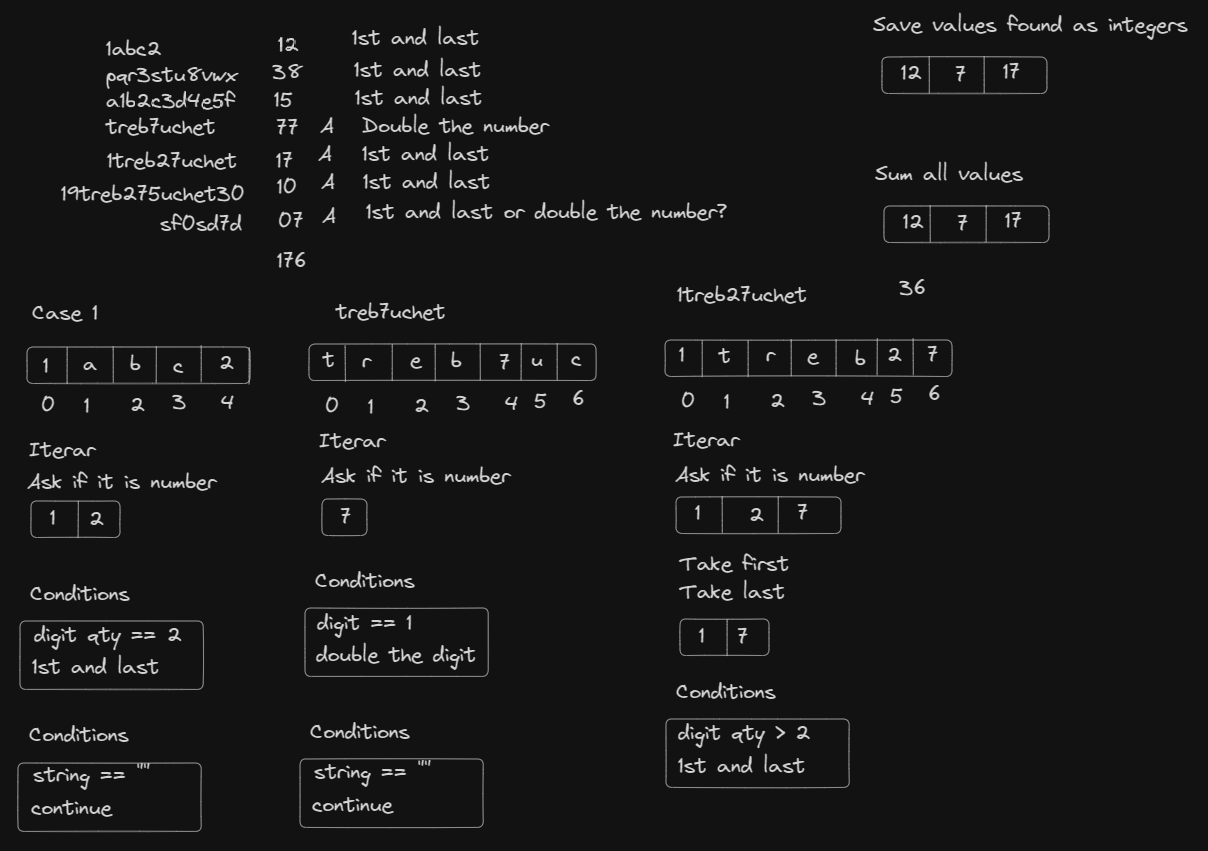 1abc2 12 1st and last
pqr3stu8vwx 38 1st and last
a1b2c3d4e5f 15 1st and last
treb7uchet 77 A Double the number
1treb27uchet 17 A 1st and last
19treb275uchet30 10 A 1st and last
sf0sd7d 07 A 1st and last or double the number?
176
Save values found as integers
12 7 17
Sum all values
12 7 17
36
Case 1
1 a b c 2
0 1 2 3 4
Iterar
Ask if it is number
1 2
Conditions
digit qty == 2
1st and last
Conditions
string == ""
continue
treb7uchet
t r e b 7 u c
0 1 2 3 4 5 6
Iterar
Ask if it is number
7
Conditions
digit == 1
double the digit
Conditions
string == ""
continue
1treb27uchet
1 t r e b 2 7
0 1 2 3 4 5 6
Iterar
Ask if it is number
1 2 7
Take first
Take last
1 7
Conditions
digit qty > 2
1st and last